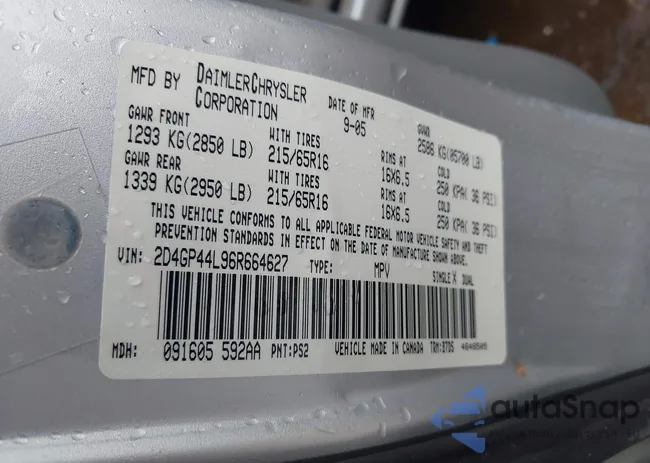 MFD BY DAIMLERCHRYSLER CORPORATION DATE OF MFR 9-05 GVWR 2586 KG(05700 LB)
GAWR FRONT WITH TIRES RIMS AT COLD
1293 KG(2850 LB) 215/65R16 16X6.5 250 KPA( 36 PSI)
GAWR REAR WITH TIRES RIMS AT COLD
1339 KG(2950 LB) 215/65R16 16X6.5 250 KPA( 36 PSI)
THIS VEHICLE CONFORMS TO ALL APPLICABLE FEDERAL MOTOR VEHICLE SAFETY AND THEFT
PREVENTION STANDARDS IN EFFECT ON THE DATE OF MANUFACTURE SHOWN ABOVE.
VIN: 2D4GP44L96R664627 TYPE: MPV SINGLE X DUAL
MDH: 091605 592AA PNT:PS2 VEHICLE MADE IN CANADA TRM:D7D5
autoSnap